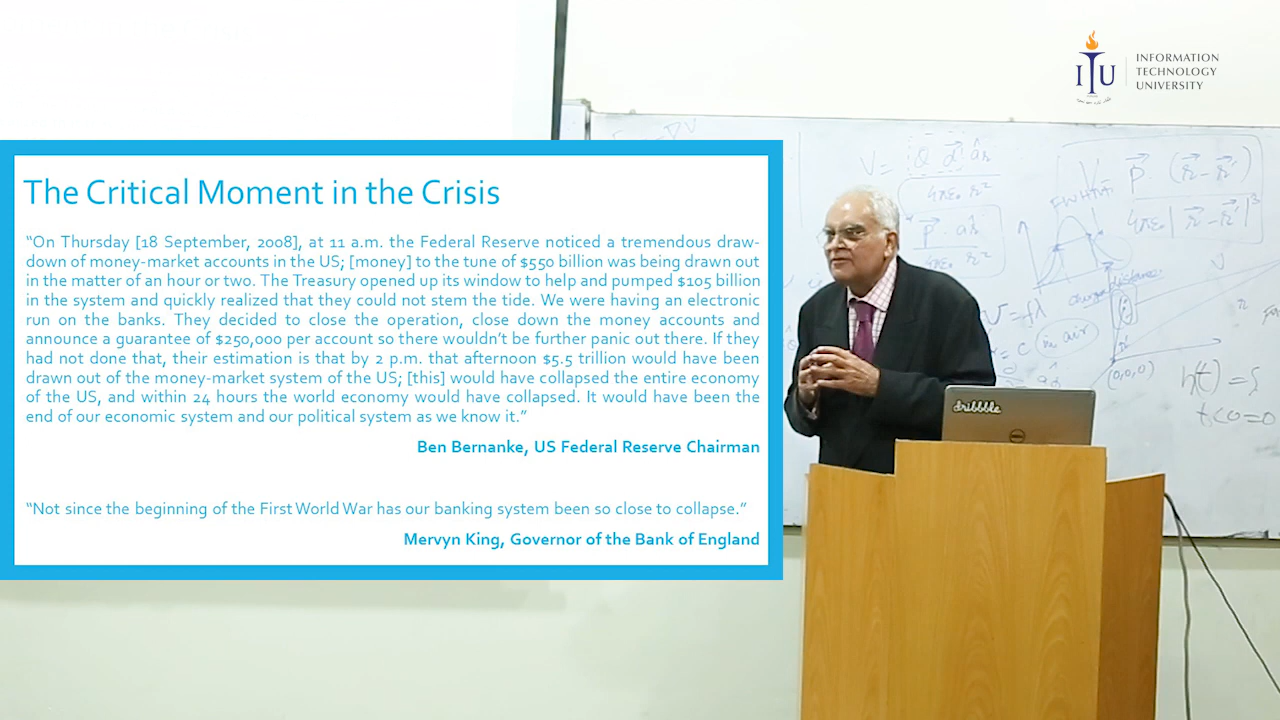 INFORMATION
TECHNOLOGY
UNIVERSITY
ITU
The Critical Moment in the Crisis
“On Thursday [18 September, 2008], at 11 a.m. the Federal Reserve noticed a tremendous draw-
down of money-market accounts in the US; [money] to the tune of $550 billion was being drawn out
in the matter of an hour or two. The Treasury opened up its window to help and pumped $105 billion
in the system and quickly realized that they could not stem the tide. We were having an electronic
run on the banks. They decided to close the operation, close down the money accounts and
announce a guarantee of $250,000 per account so there wouldn’t be further panic out there. If they
had not done that, their estimation is that by 2 p.m. that afternoon $5.5 trillion would have been
drawn out of the money-market system of the US; [this] would have collapsed the entire economy
of the US, and within 24 hours the world economy would have collapsed. It would have been the
end of our economic system and our political system as we know it.”
Ben Bernanke, US Federal Reserve Chairman
“Not since the beginning of the First World War has our banking system been so close to collapse.”
Mervyn King, Governor of the Bank of England
dribbble
DELL
V=
FWHM
in air
(0,0,0)
h(t) = {
t<0=0